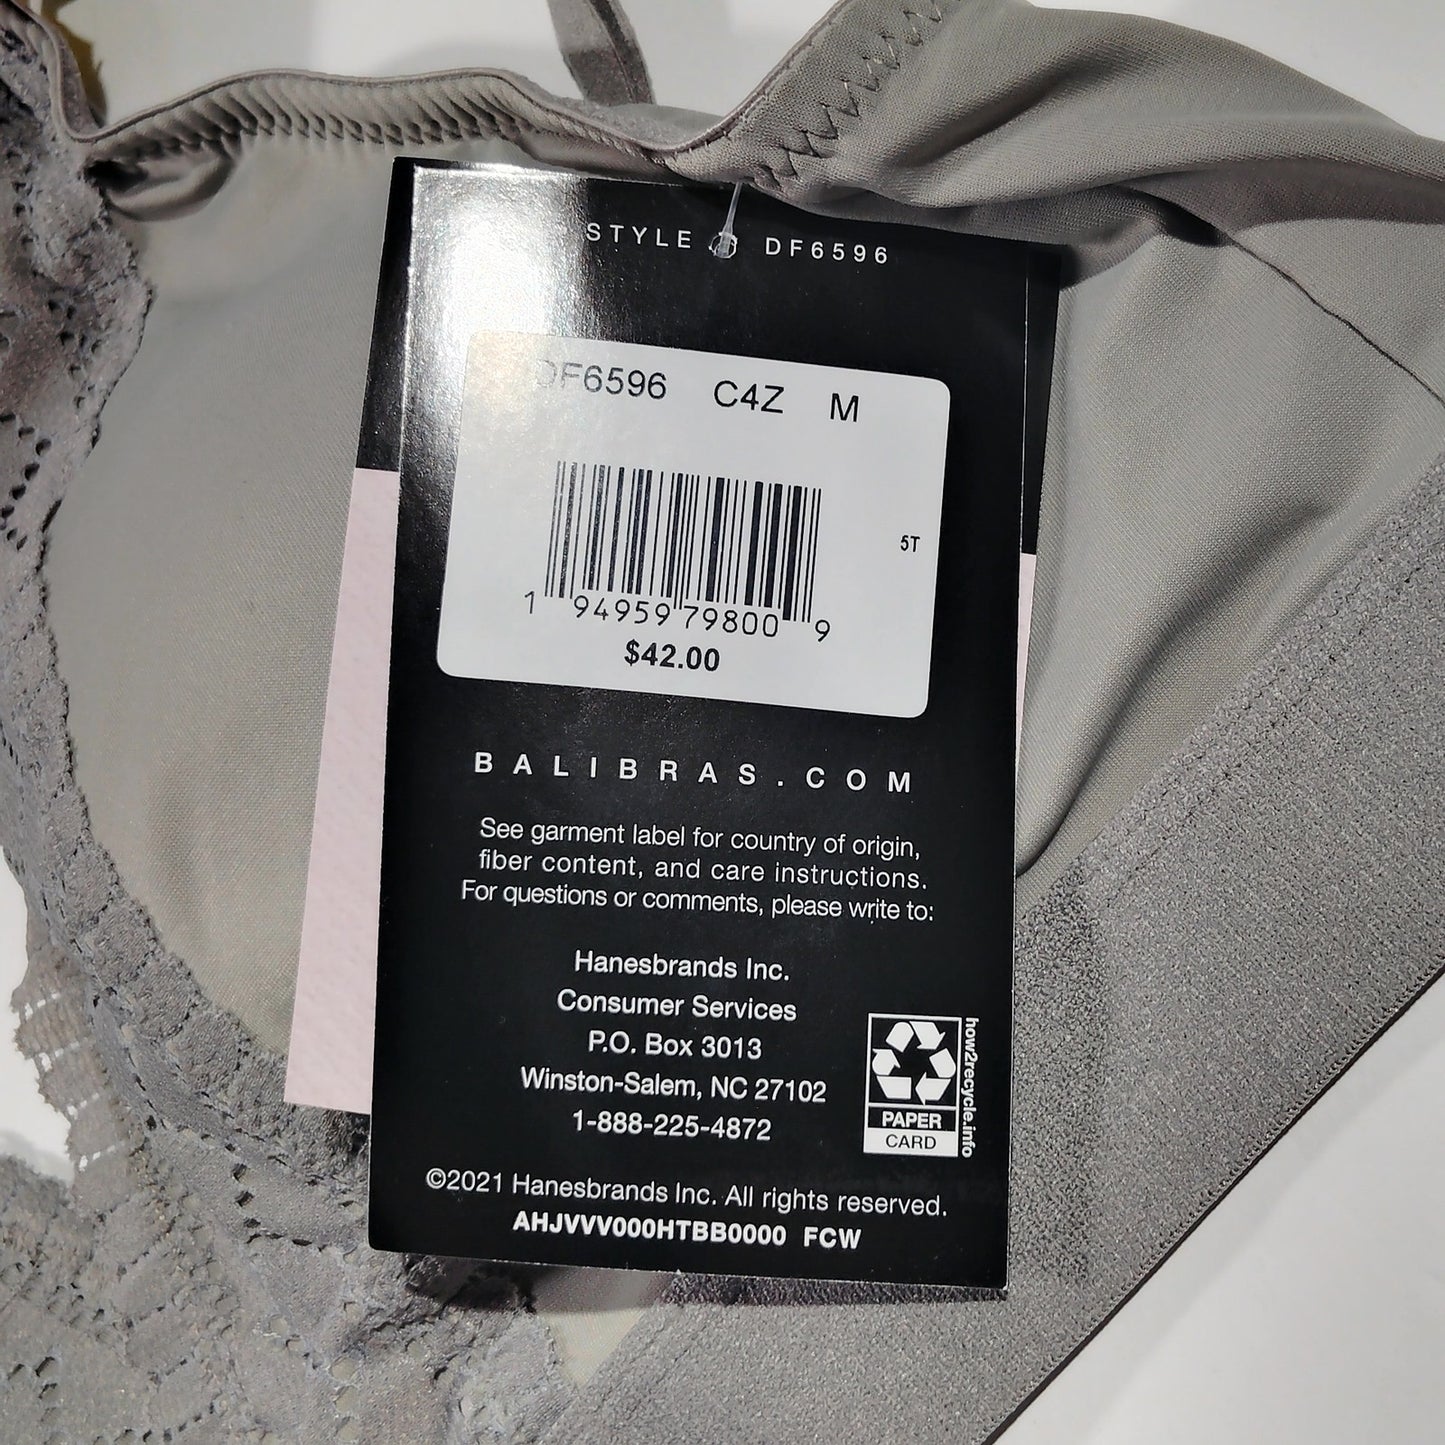 STYLE DF6596
DF6596 C4Z M
5T
1 94959 79800 9
$42.00
BALIBRAS.COM
See garment label for country of origin,
fiber content, and care instructions.
For questions or comments, please write to:
Hanesbrands Inc.
Consumer Services
P.O. Box 3013
Winston-Salem, NC 27102
1-888-225-4872
PAPER
CARD
how2recycle.info
©2021 Hanesbrands Inc. All rights reserved.
AHJVVV000HTBB0000 FCW